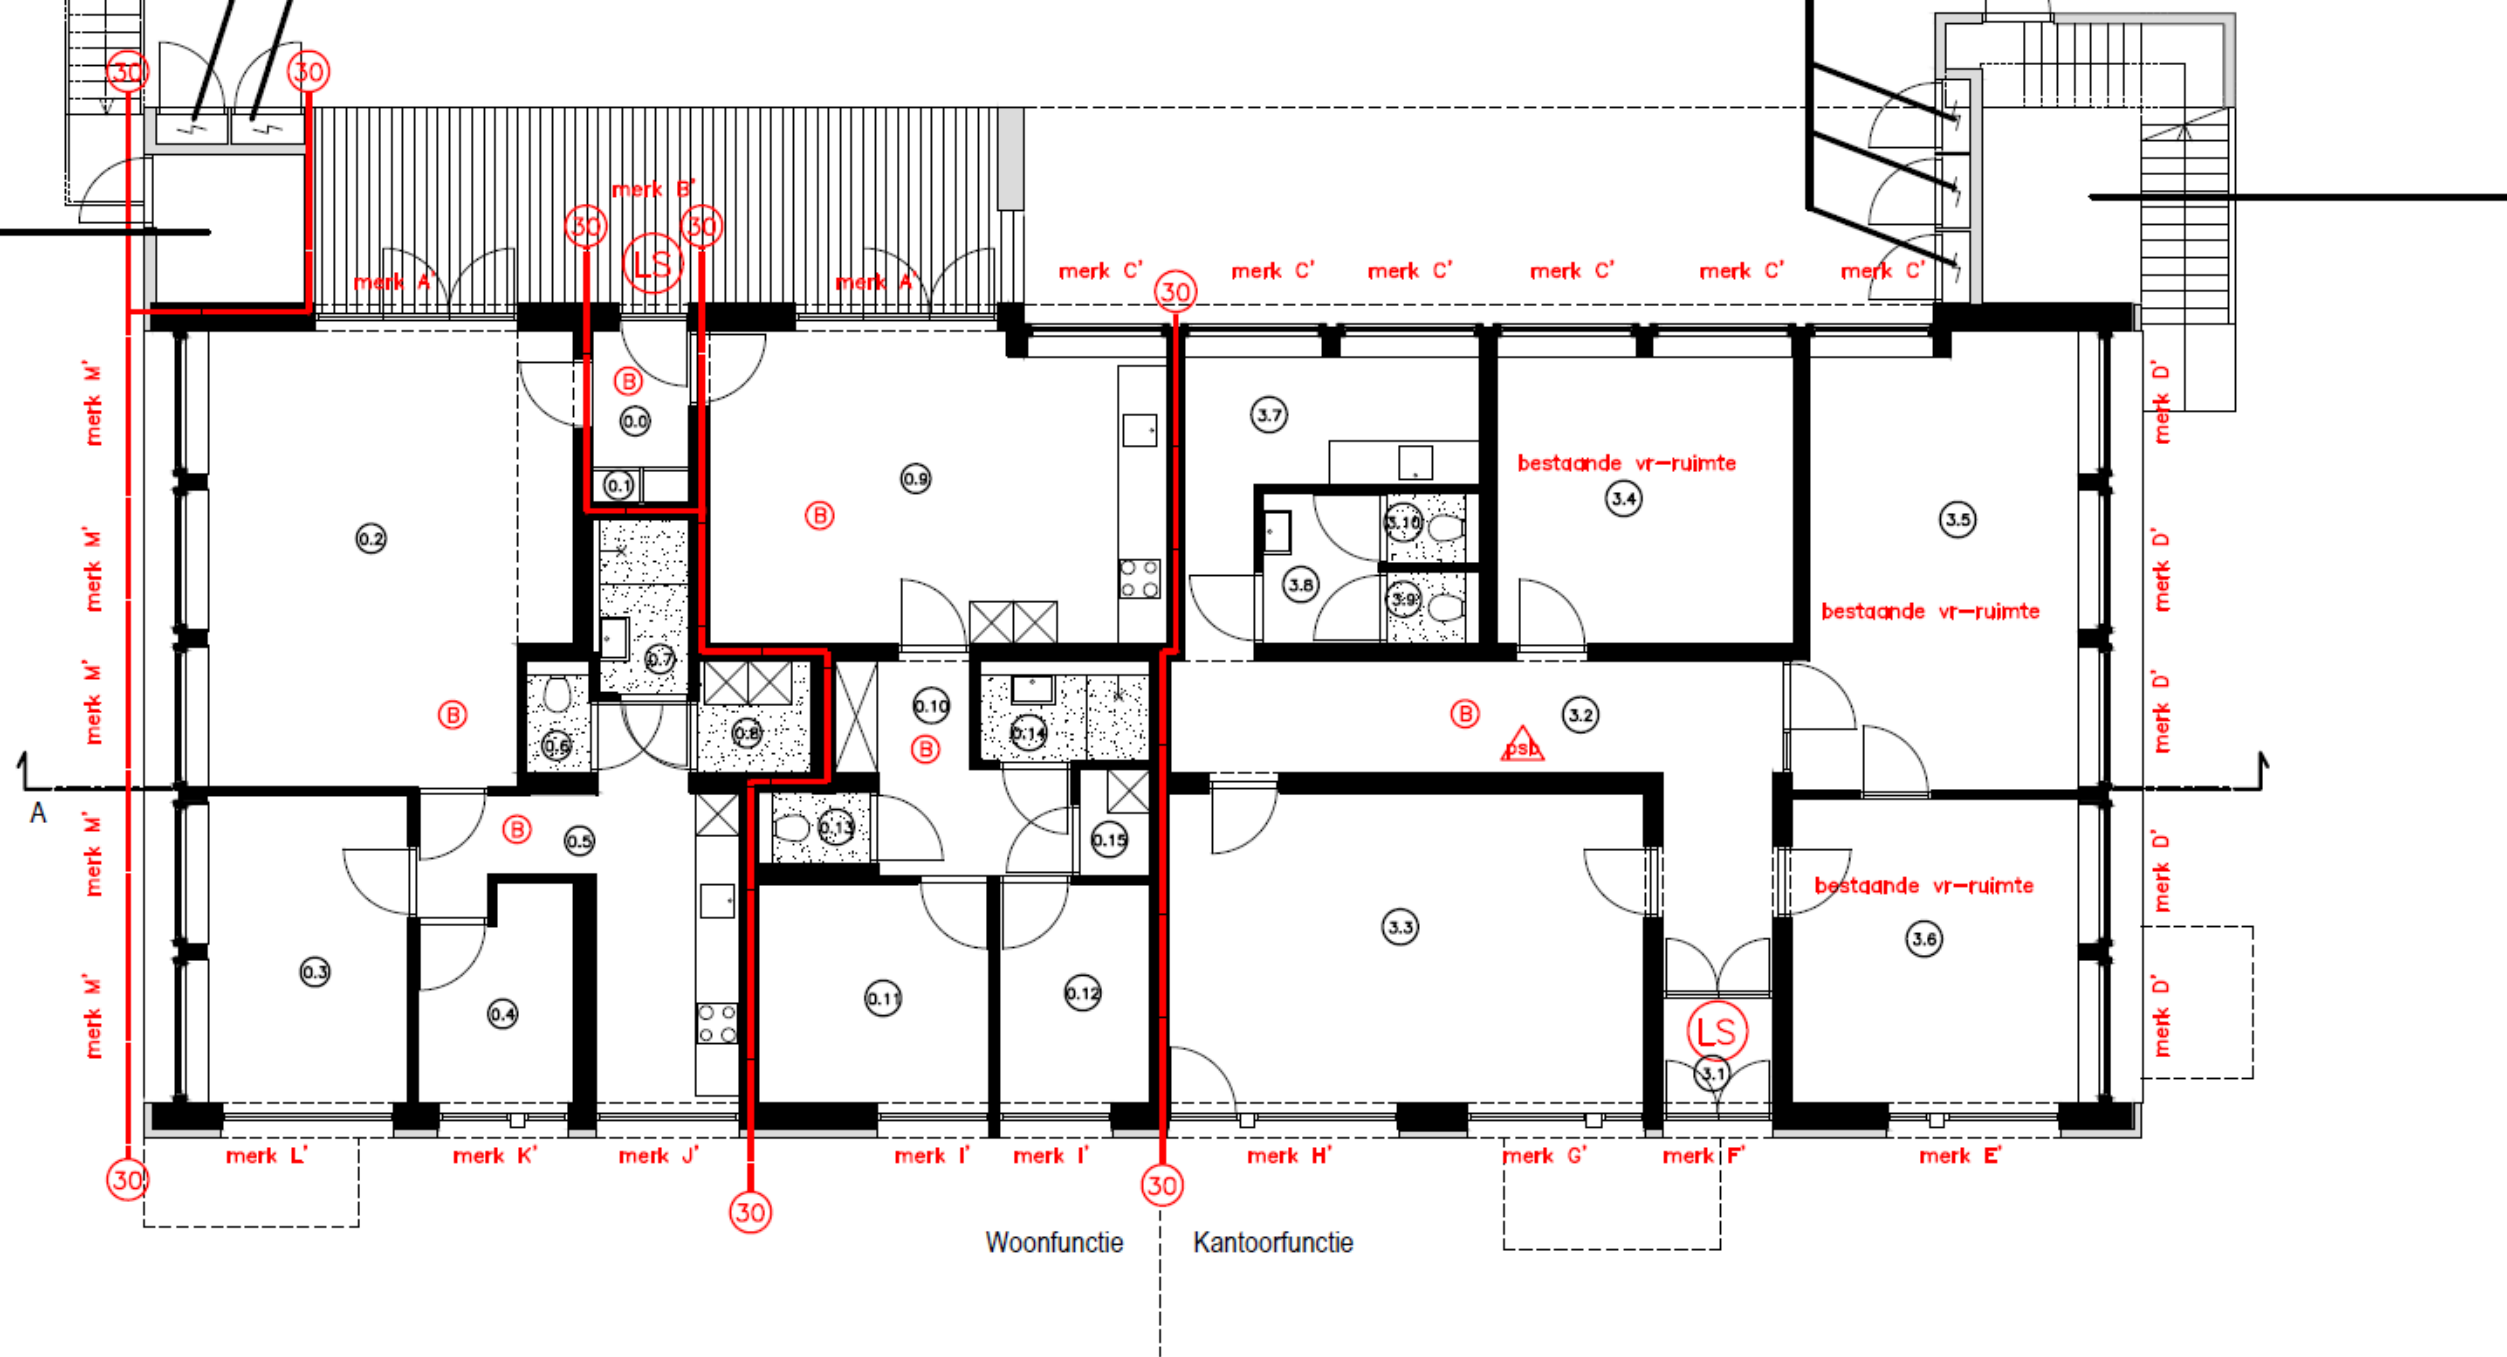 30
30
merk B'
30
30
LS
merk A'
merk A'
merk C'
merk C'
merk C'
merk C'
merk C'
merk C'
30
merk M'
merk D'
B
0.0
3.7
bestaande vr-ruimte
0.9
0.1
3.4
B
3.10
3.5
0.2
merk M'
merk D'
3.8
3.9
bestaande vr-ruimte
0.7
merk M'
merk D'
B
0.10
B
3.2
0.6
0.8
0.14
B
psb
A
B
0.5
0.13
0.15
merk M'
merk D'
bestaande vr-ruimte
3.3
3.6
0.3
0.4
0.11
0.12
merk M'
merk D'
LS
3.1
merk L'
merk K'
merk J'
merk I'
merk I'
merk H'
merk G'
merk F'
merk E'
30
30
30
Woonfunctie
Kantoorfunctie